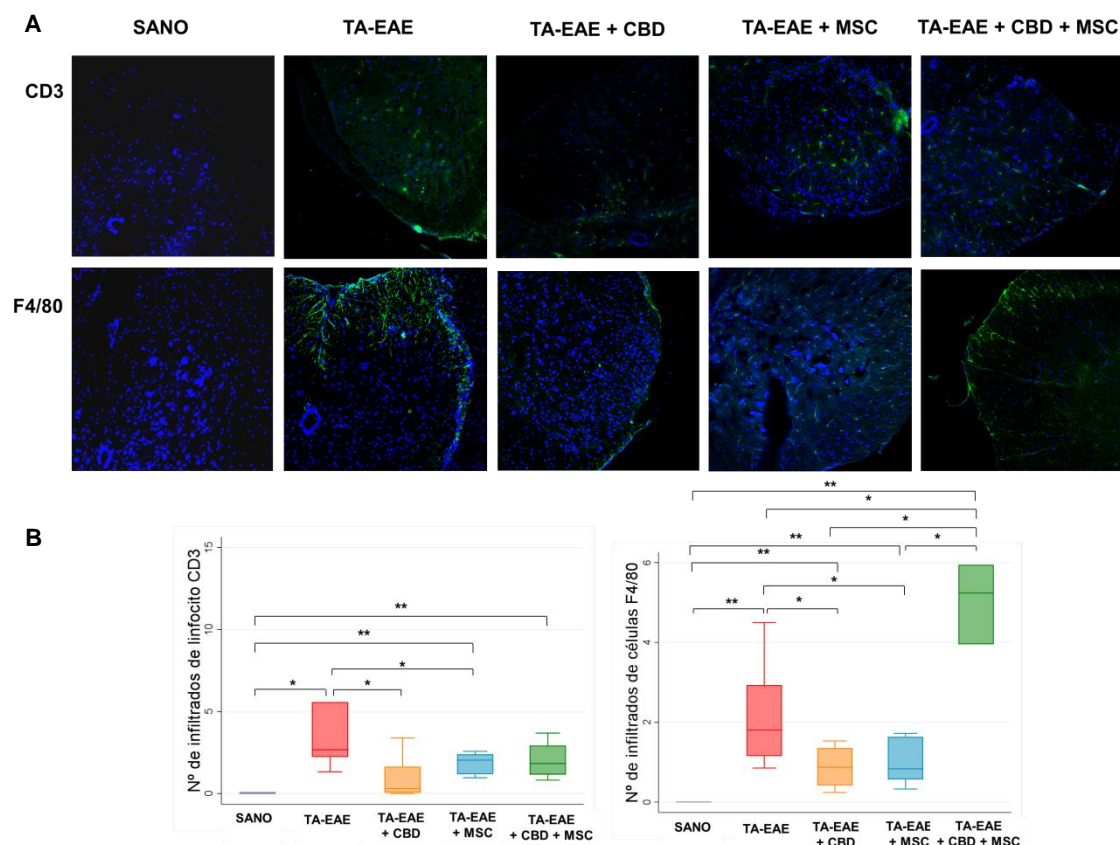 A
SANO TA-EAE TA-EAE + CBD TA-EAE + MSC TA-EAE + CBD + MSC
CD3
F4/80
B
Nº de infiltrados de linfocito CD3
15
10
5
0
* * * ** **
SANO TA-EAE TA-EAE + CBD TA-EAE + MSC TA-EAE + CBD + MSC
Nº de infiltrados de células F4/80
6
4
2
0
** * * ** * ** * ** *
SANO TA-EAE TA-EAE + CBD TA-EAE + MSC TA-EAE + CBD + MSC